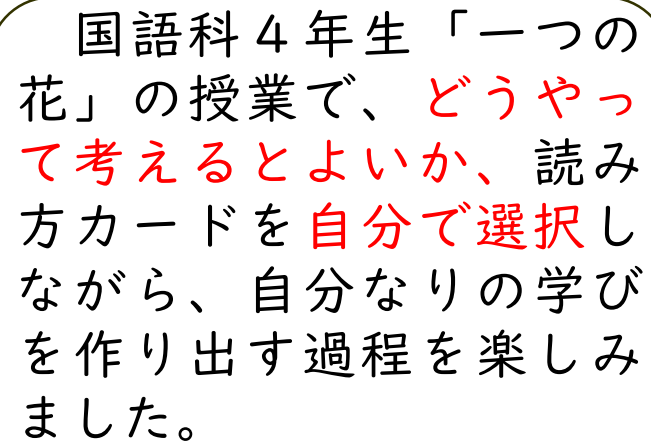 国語科４年生「一つの
花」の授業で、どうやっ
て考えるとよいか、読み
方カードを自分で選択し
ながら、自分なりの学び
を作り出す過程を楽しみ
ました。